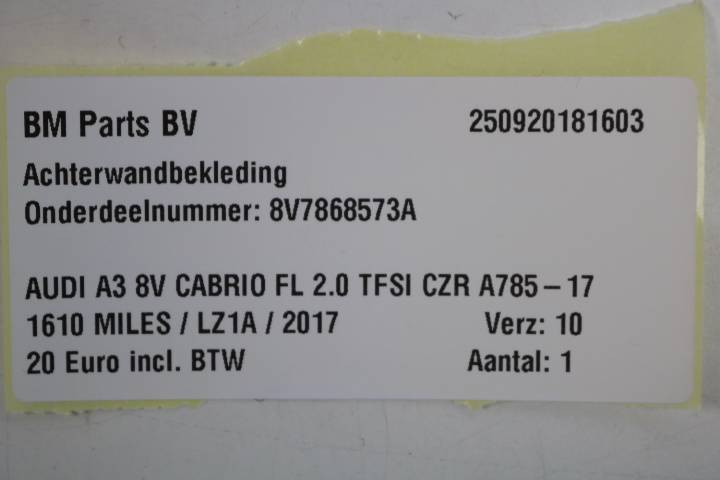 BM Parts BV 250920181603
Achterwandbekleding
Onderdeelnummer: 8V7868573A
AUDI A3 8V CABRIO FL 2.0 TFSI CZR A785-17
1610 MILES / LZ1A / 2017 Verz: 10
20 Euro incl. BTW Aantal: 1